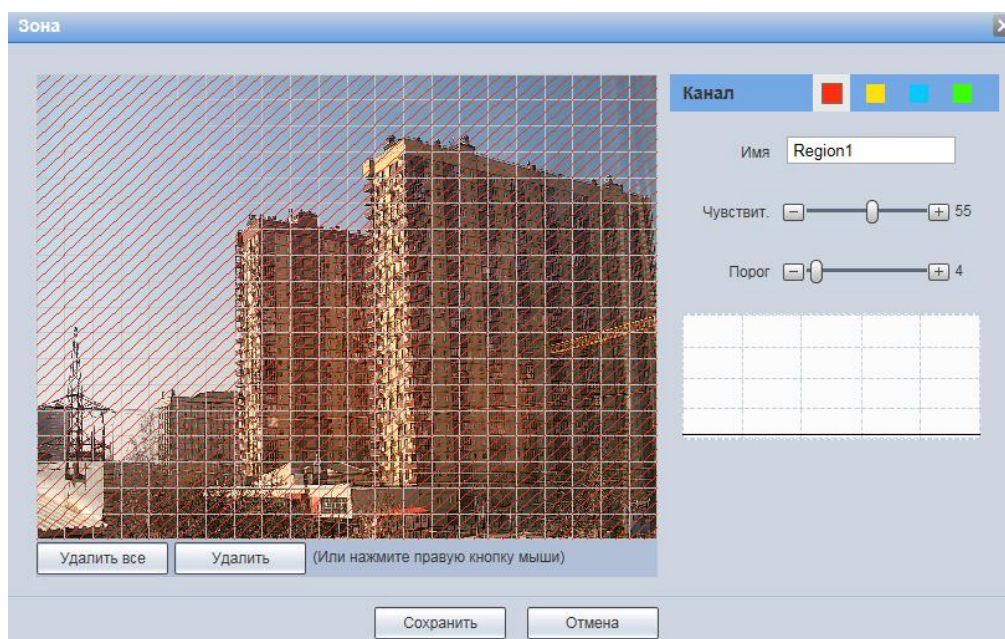 Зона
Канал
Имя Region1
Чувствит. 55
Порог 4
Удалить все Удалить (Или нажмите правую кнопку мыши)
Сохранить Отмена